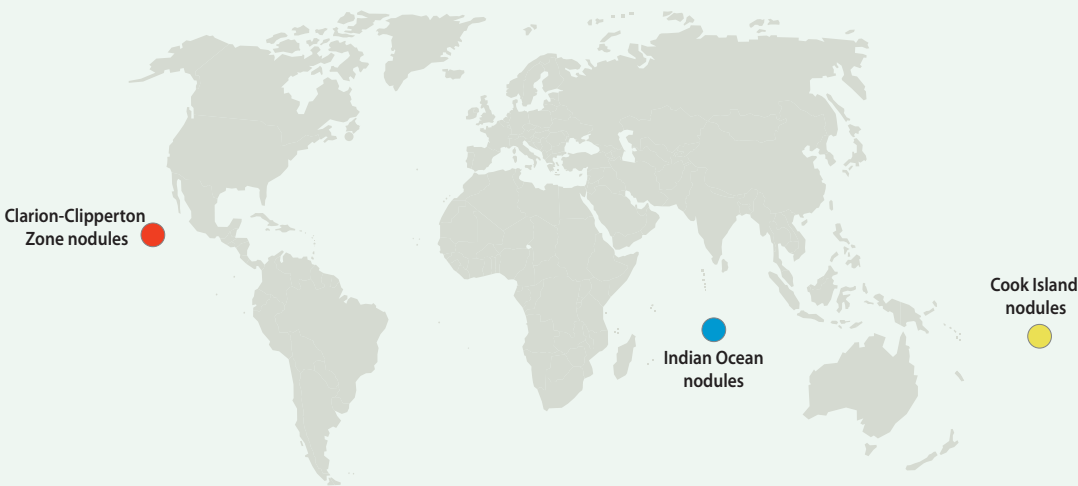 Clarion-Clipperton
Zone nodules
Cook Island
nodules
Indian Ocean
nodules